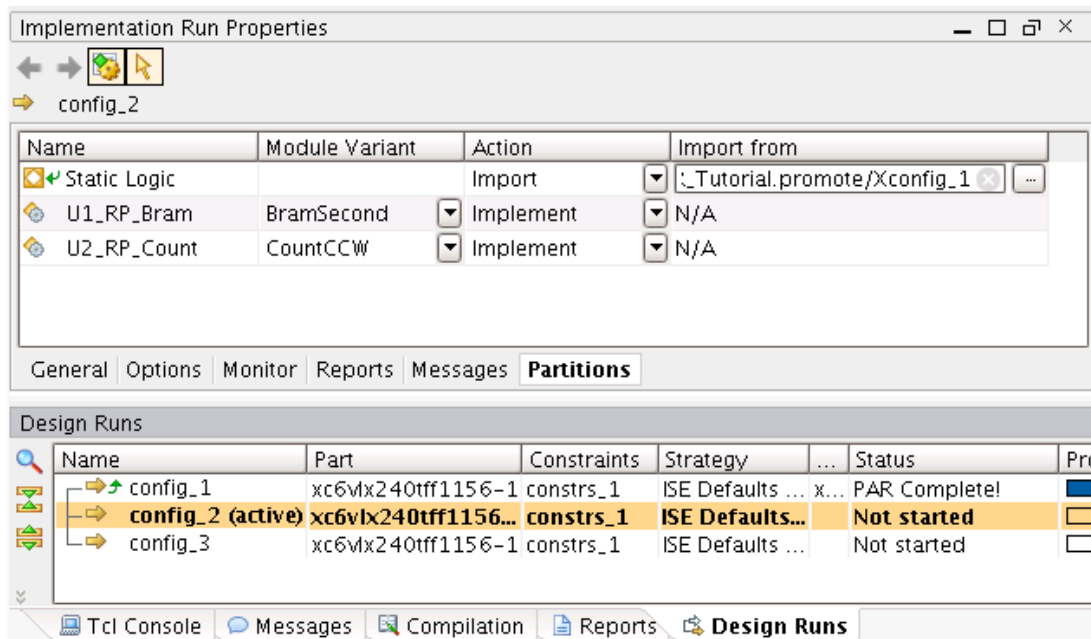 Implementation Run Properties
config_2
Name Module Variant Action Import from
Static Logic Import :_Tutorial.promote/Xconfig_1 ...
U1_RP_Bram BramSecond Implement N/A
U2_RP_Count CountCCW Implement N/A
General Options Monitor Reports Messages Partitions
Design Runs
Name Part Constraints Strategy ... Status Pro
config_1 xc6vlx240tff1156-1 constrs_1 ISE Defaults ... x... PAR Complete!
config_2 (active) xc6vlx240tff1156... constrs_1 ISE Defaults... Not started
config_3 xc6vlx240tff1156-1 constrs_1 ISE Defaults ... Not started
Tcl Console Messages Compilation Reports Design Runs